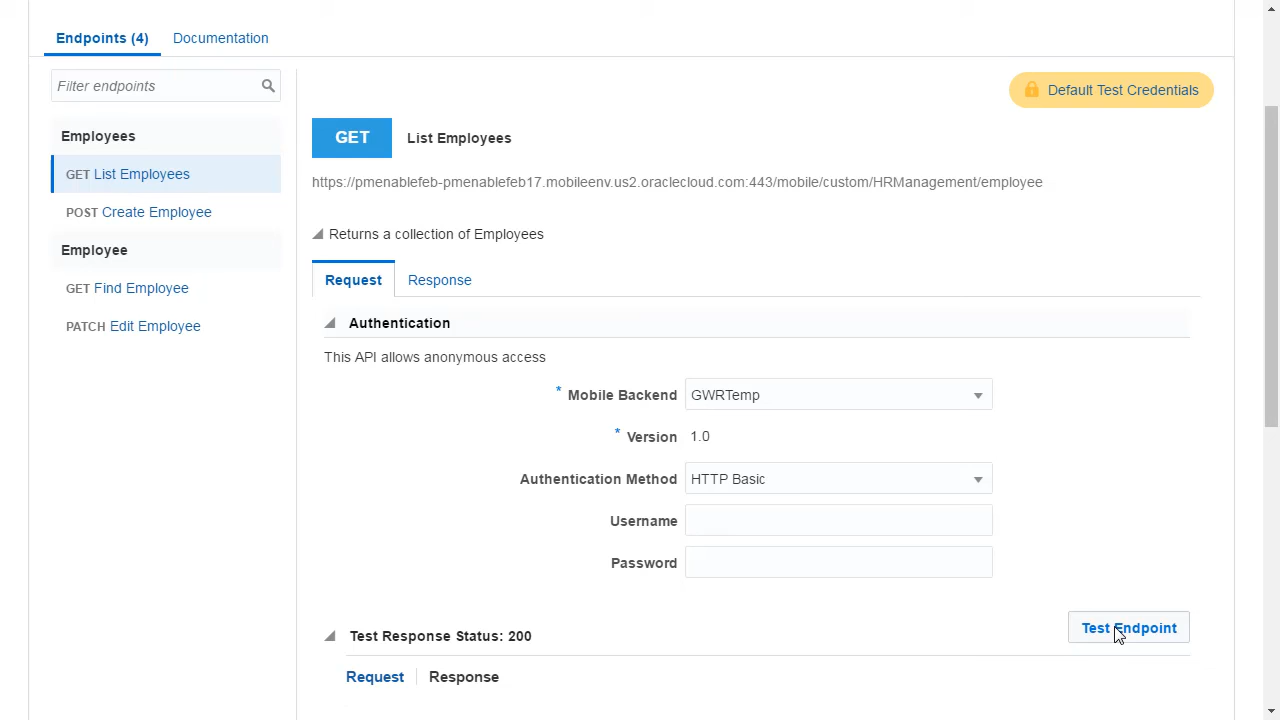 Endpoints (4) Documentation
Filter endpoints
Default Test Credentials
Employees
GET List Employees
POST Create Employee
Employee
GET Find Employee
PATCH Edit Employee
GET List Employees
https://pmenablefeb-pmenablefeb17.mobileenv.us2.oraclecloud.com:443/mobile/custom/HRManagement/employee
Returns a collection of Employees
Request Response
Authentication
This API allows anonymous access
* Mobile Backend GWRTemp
* Version 1.0
Authentication Method HTTP Basic
Username
Password
Test Endpoint
Test Response Status: 200
Request Response